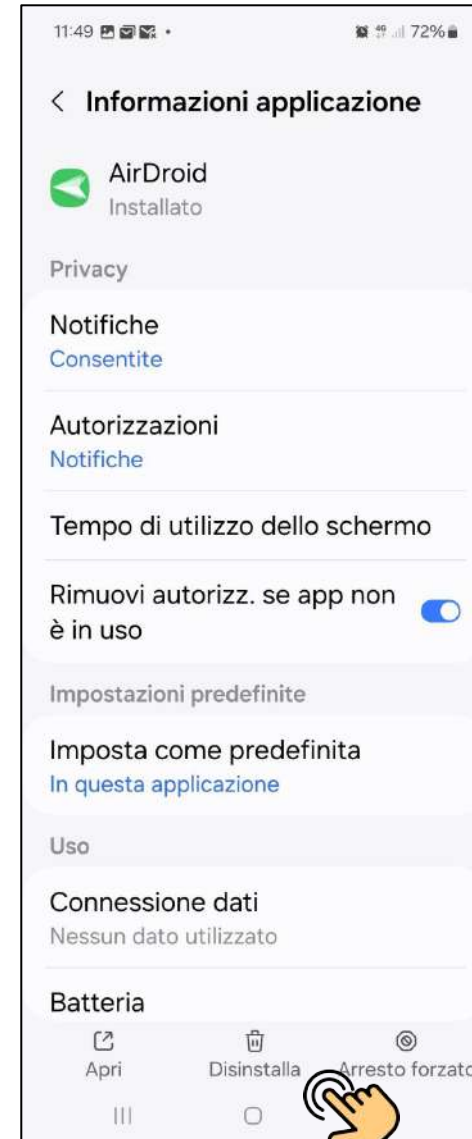 11:49
72%
Informazioni applicazione
AirDroid
Installato
Privacy
Notifiche
Consentite
Autorizzazioni
Notifiche
Tempo di utilizzo dello schermo
Rimuovi autorizz. se app non
è in uso
Impostazioni predefinite
Imposta come predefinita
In questa applicazione
Uso
Connessione dati
Nessun dato utilizzato
Batteria
Apri
Disinstalla
Arresto forzato